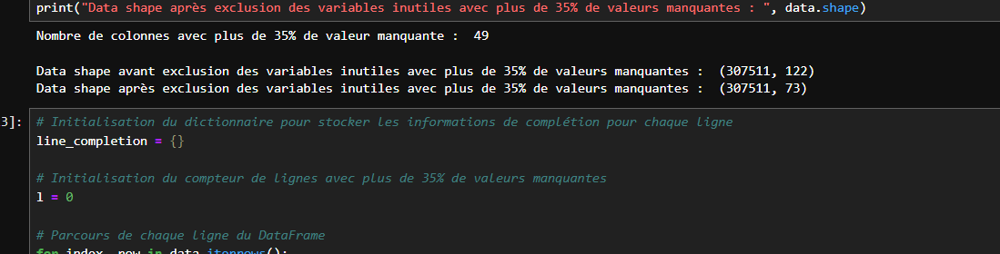 print("Data shape après exclusion des variables inutiles avec plus de 35% de valeurs manquantes : ", data.shape)
Nombre de colonnes avec plus de 35% de valeur manquante :  49
Data shape avant exclusion des variables inutiles avec plus de 35% de valeurs manquantes :  (307511, 122)
Data shape après exclusion des variables inutiles avec plus de 35% de valeurs manquantes :  (307511, 73)
3]:
# Initialisation du dictionnaire pour stocker les informations de complétion pour chaque ligne
line_completion = {}
# Initialisation du compteur de lignes avec plus de 35% de valeurs manquantes
l = 0
# Parcours de chaque ligne du DataFrame
for index, row in data.iterrows():